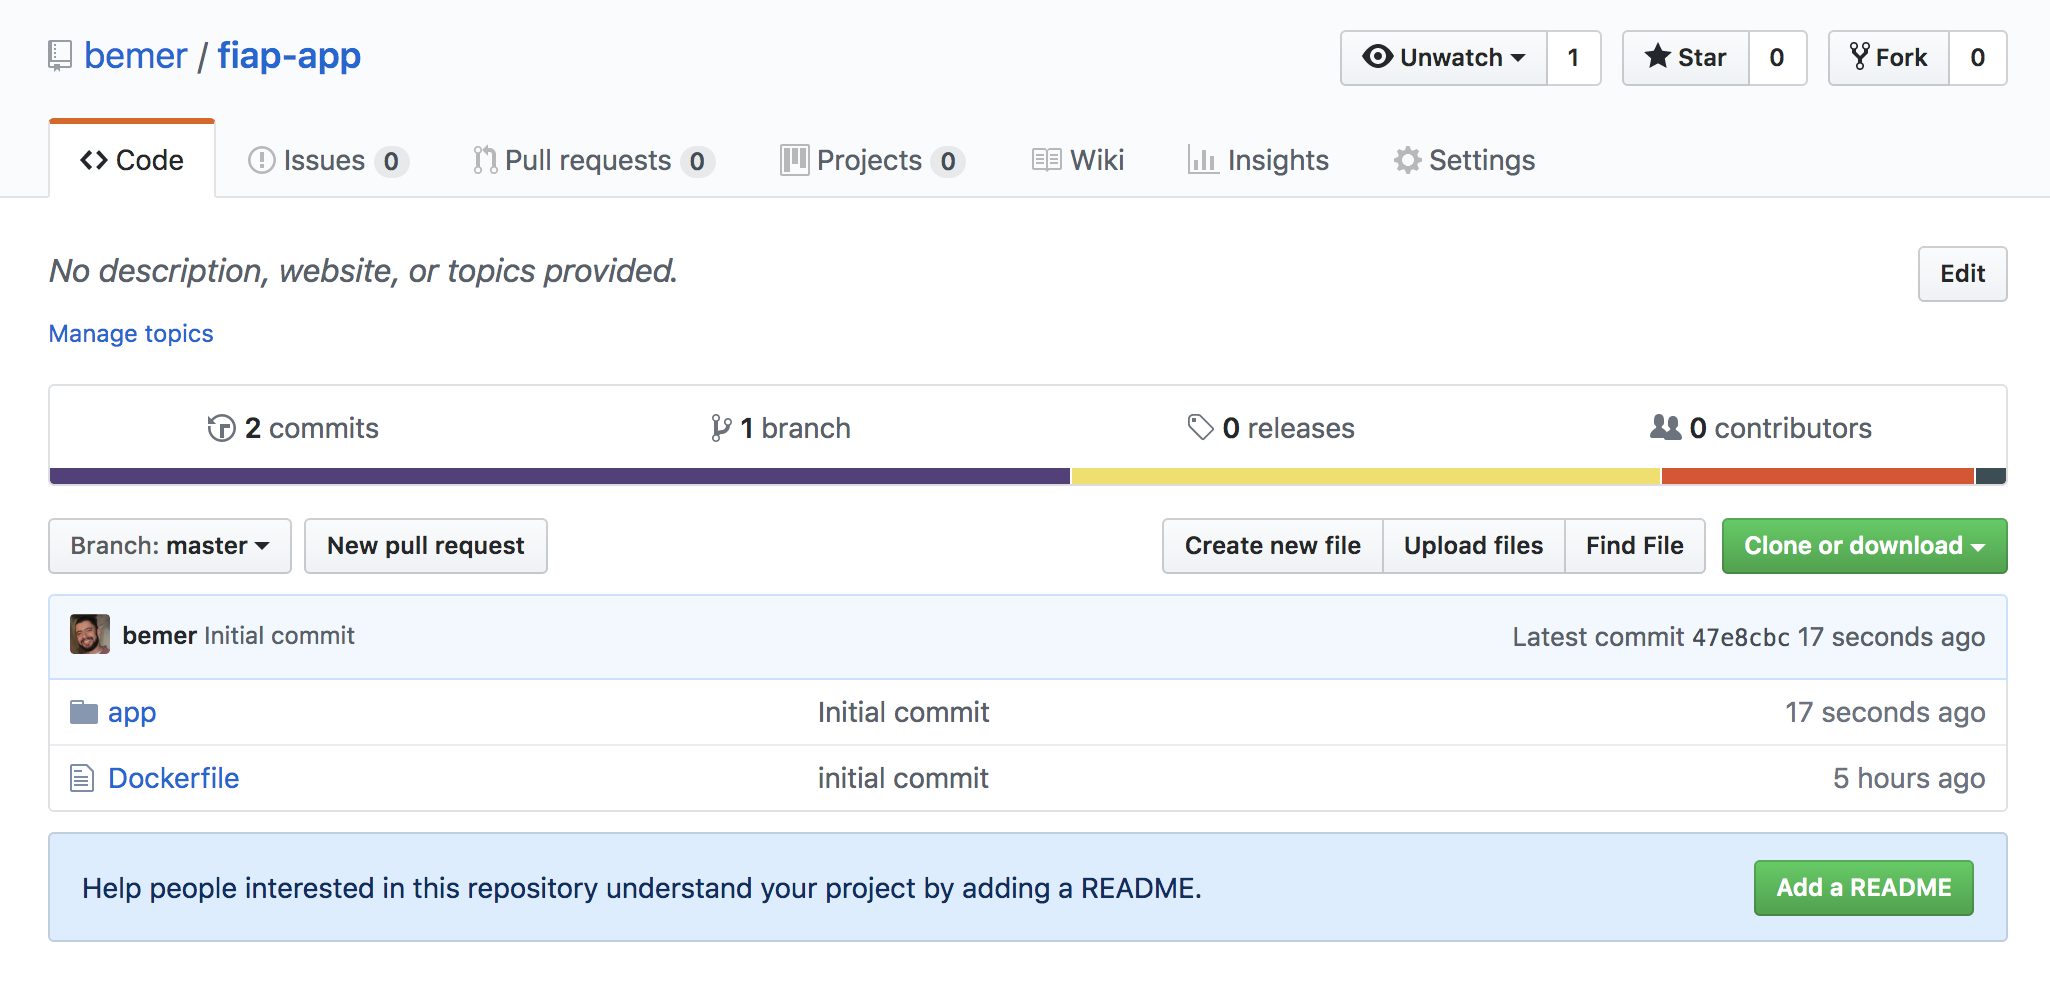 bemer / fiap-app
Unwatch 1 Star 0 Fork 0
Code Issues 0 Pull requests 0 Projects 0 Wiki Insights Settings
No description, website, or topics provided.
Edit
Manage topics
2 commits 1 branch 0 releases 0 contributors
Branch: master New pull request Create new file Upload files Find File Clone or download
bemer Initial commit Latest commit 47e8cbc 17 seconds ago
app Initial commit 17 seconds ago
Dockerfile initial commit 5 hours ago
Help people interested in this repository understand your project by adding a README. Add a README